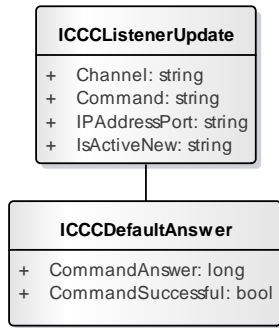 ICCCListenerUpdate
+ Channel: string
+ Command: string
+ IPAddressPort: string
+ IsActiveNew: string
ICCCDefaultAnswer
+ CommandAnswer: long
+ CommandSuccessful: bool